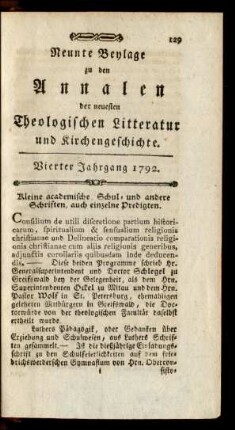 129
Neunte Beylage
zu den
Annalen
der neuesten
Theologischen Litteratur
und Kirchengeschichte.
Vierter Jahrgang 1792.
Kleine academische, Schul- und andere
Schriften, auch einzelne Predigten.
Consilium de utili discretione partium histori-
carum, spiritualium & sensualium religionis
christianae und Delineatio comparationis religio-
nis christianae cum aliis religionis generibus,
adjunctis corollariis quibusdam inde deducen-
dis. — Diese beiden Programme schrieb Hr.
Generalsuperintendent und Doctor Schlegel zu
Greifswald bey der Gelegenheit, als dem Hrn.
Superintendenten Ockel zu Mitau und dem Hrn.
Pastor Wolf in St. Petersburg, ehemaligem
gelehrten Mitbürgern in Greifswald, die Doc-
torwürde von der theologischen Facultät daselbst
ertheilt wurde.
Luthers Pädagogik, oder Gedanken über
Erziehung und Schulwesen, aus Luthers Schrif-
ten gesammelt. — Ist die dießjährige Einladungs-
schrift zu den Schulfeierlichkeiten auf dem frie-
drichswerderschen Gymnasium von Hrn. Obercon-
sisto-